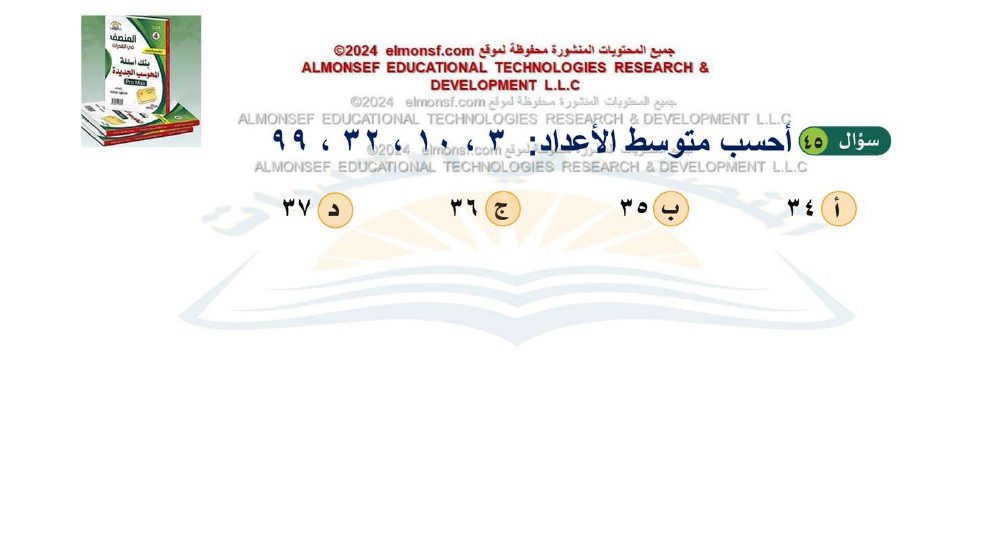 جميع المحتويات المنشورة محفوظة لموقع elmonsf.com ©2024
ALMONSEF EDUCATIONAL TECHNOLOGIES RESEARCH &
DEVELOPMENT L.L.C
جميع المحتويات المنشورة محفوظة لموقع elmonsf.com ©2024
ALMONSEF EDUCATIONAL TECHNOLOGIES RESEARCH & DEVELOPMENT L.L.C
سؤال ٤٥ أحسب متوسط الأعداد: ٣ ، ١٠ ، ٣٢ ، ٩٩
جميع المحتويات المنشورة محفوظة لموقع elmonsf.com ©2024
ALMONSEF EDUCATIONAL TECHNOLOGIES RESEARCH & DEVELOPMENT L.L.C
أ ٣٤ ب ٣٥ ج ٣٦ د ٣٧
المنصف
في القدرات
بنك أسئلة
المحوسب الجديدة